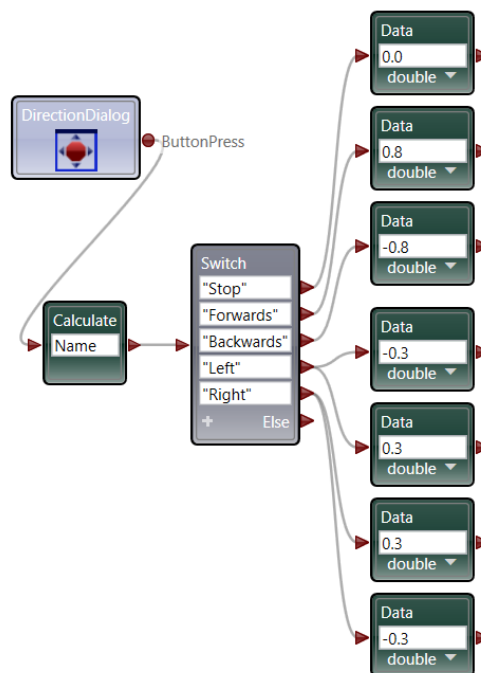 DirectionDialog
ButtonPress
Calculate
Name
Switch
"Stop"
"Forwards"
"Backwards"
"Left"
"Right"
+ Else
Data
0.0
double
Data
0.8
double
Data
-0.8
double
Data
-0.3
double
Data
0.3
double
Data
0.3
double
Data
-0.3
double